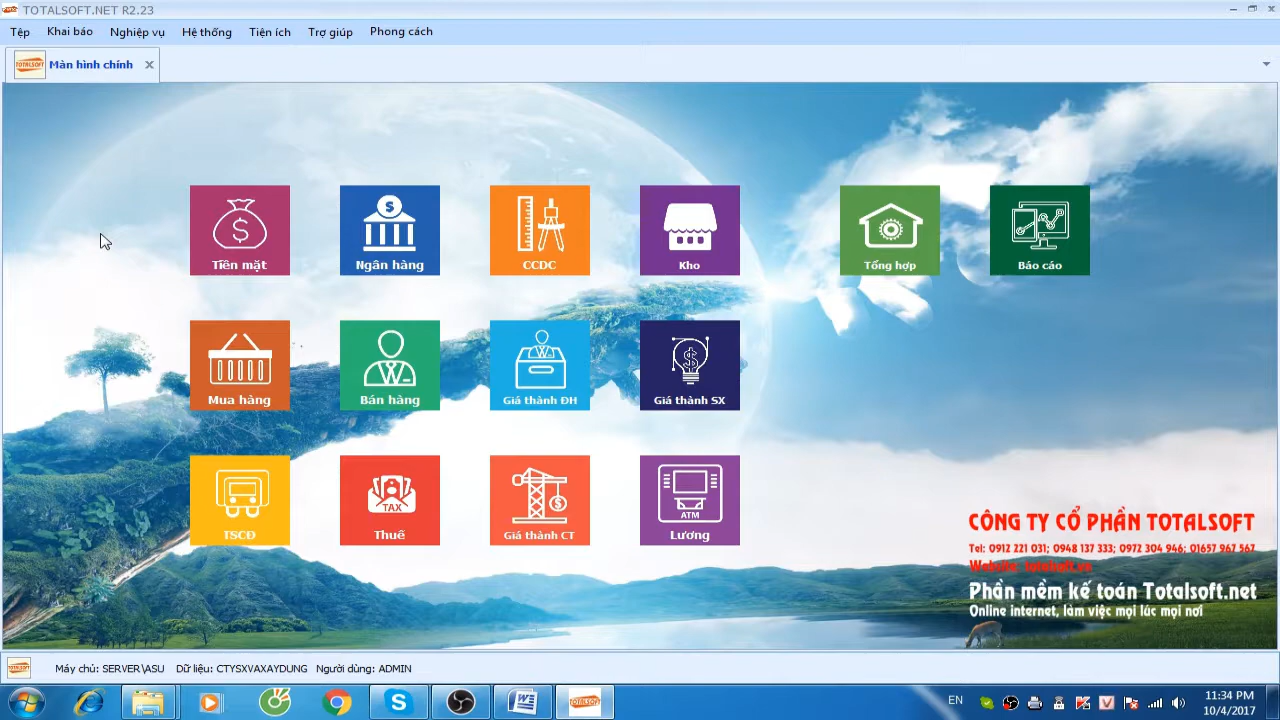 TOTALSOFT.NET R2.23
Tệp Khai báo Nghiệp vụ Hệ thống Tiện ích Trợ giúp Phong cách
TOTALSOFT Màn hình chính
$ $
Tiền mặt Ngân hàng CCDC Kho Tổng hợp Báo cáo
$
Mua hàng Bán hàng Giá thành ĐH Giá thành SX
TAX $ ATM
TSCĐ Thuế Giá thành CT Lương
CÔNG TY CỔ PHẦN TOTALSOFT
Tel: 0912 221 031; 0948 137 333; 0972 304 946; 01657 967 567
Website: totalsoft.vn
Phần mềm kế toán Totalsoft.net
Online internet, làm việc mọi lúc mọi nơi
TOTALSOFT Máy chủ: SERVER\ASU Dữ liệu: CTYSXVAXAYDUNG Người dùng: ADMIN
EN 11:34 PM
10/4/2017